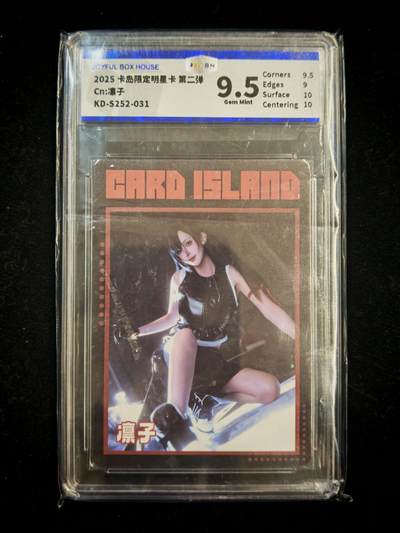 JOYFUL BOX HOUSE
2025 卡岛限定明星卡 第二弹
Cn:凛子
KD-S252-031
9.5
Gem Mint
Corners 9.5
Edges 9
Surface 10
Centering 10
CARD ISLAND
凛子